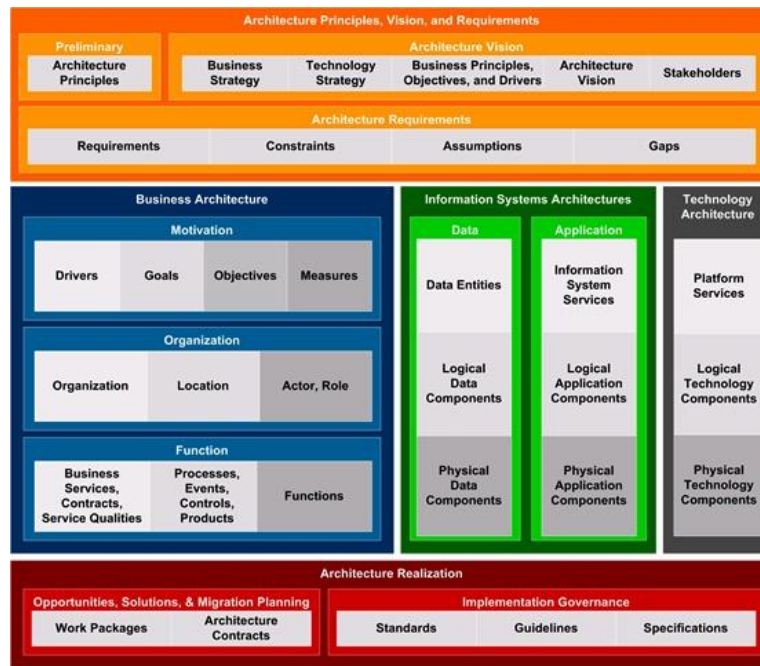 Architecture Principles, Vision, and Requirements
Preliminary
Architecture
Principles
Architecture Vision
Business
Strategy
Technology
Strategy
Business Principles,
Objectives, and Drivers
Architecture
Vision
Stakeholders
Architecture Requirements
Requirements
Constraints
Assumptions
Gaps
Business Architecture
Motivation
Drivers
Goals
Objectives
Measures
Organization
Organization
Location
Actor, Role
Function
Business
Services,
Contracts,
Service Qualities
Processes,
Events,
Controls,
Products
Functions
Information Systems Architectures
Data
Data Entities
Logical
Data
Components
Physical
Data
Components
Application
Information
System
Services
Logical
Application
Components
Physical
Application
Components
Technology
Architecture
Platform
Services
Logical
Technology
Components
Physical
Technology
Components
Architecture Realization
Opportunities, Solutions, & Migration Planning
Work Packages
Architecture
Contracts
Implementation Governance
Standards
Guidelines
Specifications